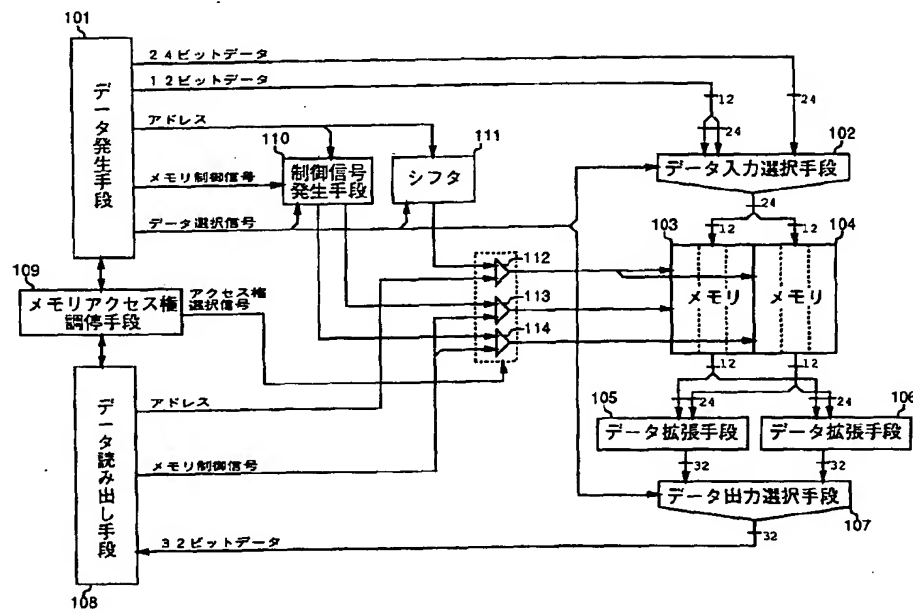 101
データ発生手段
24ビットデータ
12ビットデータ
アドレス
メモリ制御信号
データ選択信号
110
制御信号
発生手段
111
シフタ
12
24
24
102
データ入力選択手段
24
12
12
103
104
メモリ
メモリ
109
メモリアクセス権
調停手段
アクセス権
選択信号
112
113
114
12
12
24
24
105
データ拡張手段
106
データ拡張手段
32
32
データ出力選択手段
107
32
データ読み出し手段
アドレス
メモリ制御信号
32ビットデータ
108